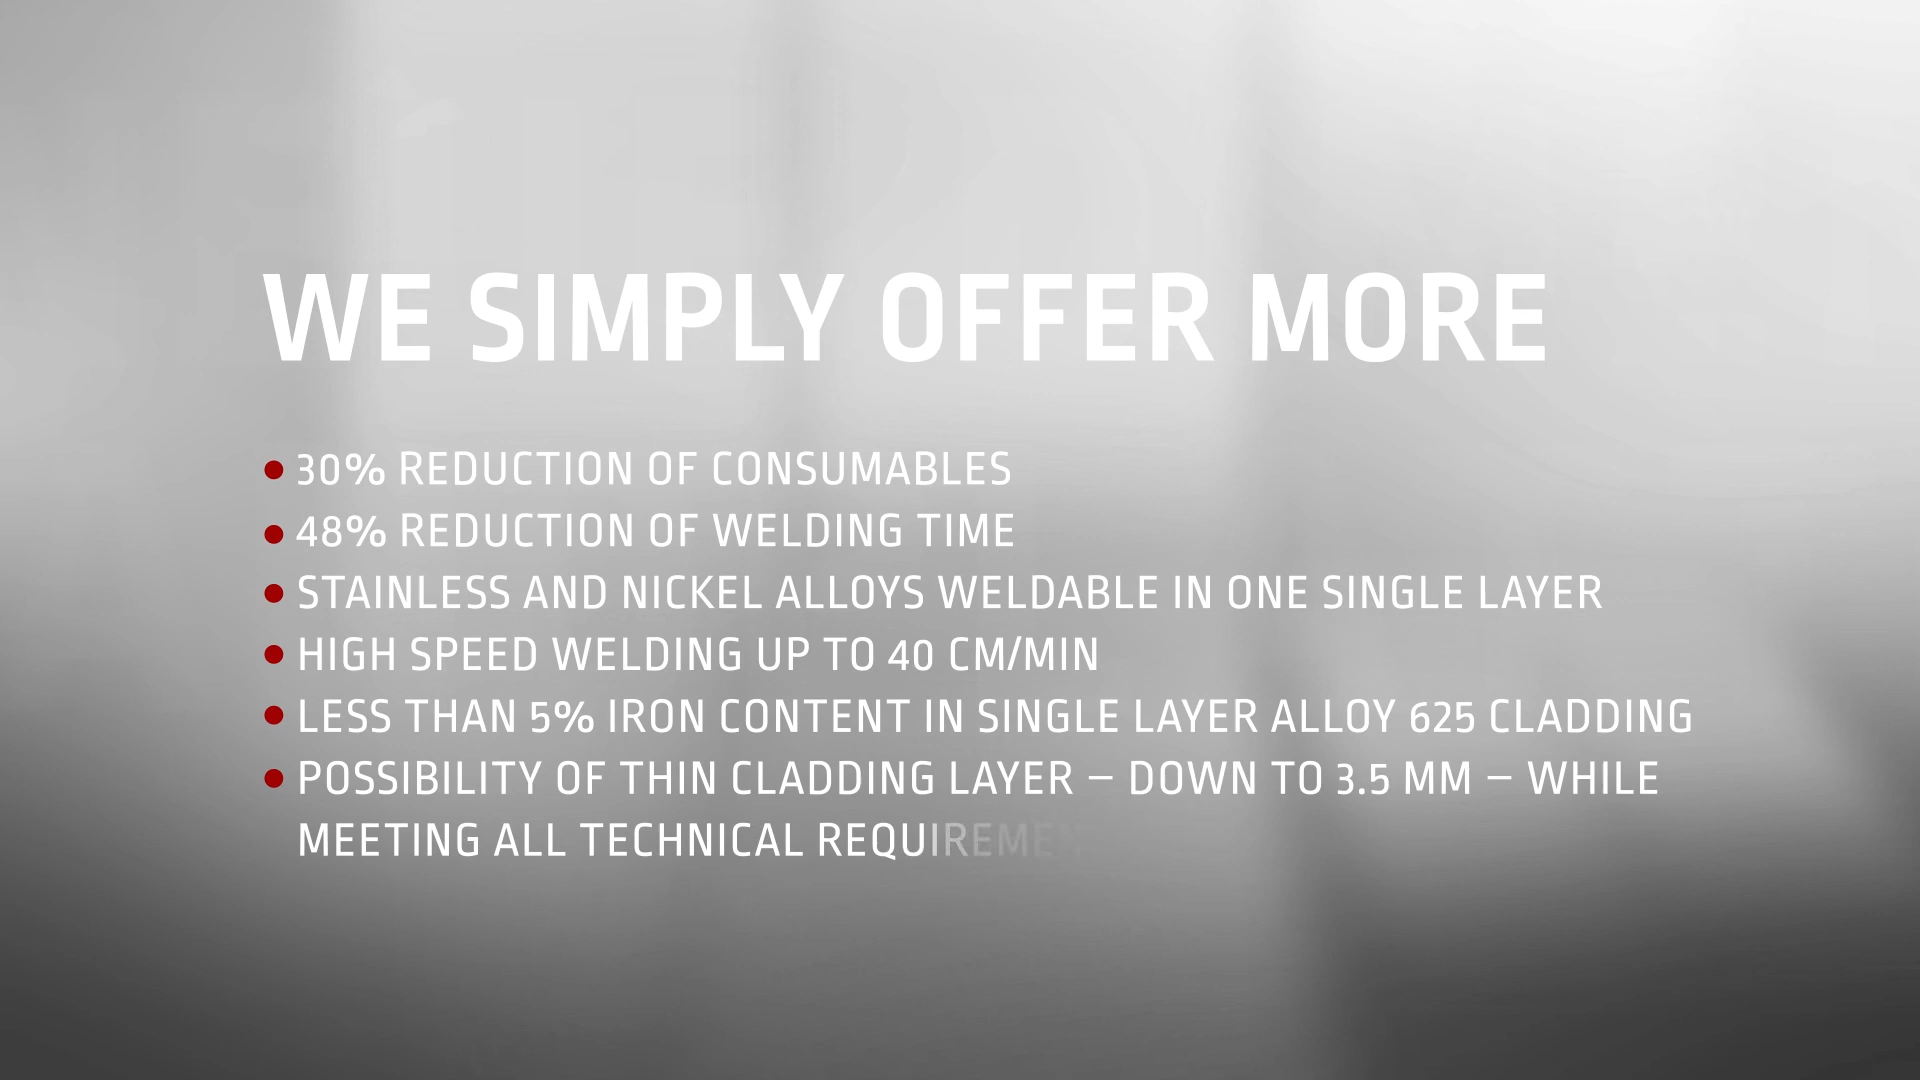 WE SIMPLY OFFER MORE
• 30% REDUCTION OF CONSUMABLES
• 48% REDUCTION OF WELDING TIME
• STAINLESS AND NICKEL ALLOYS WELDABLE IN ONE SINGLE LAYER
• HIGH SPEED WELDING UP TO 40 CM/MIN
• LESS THAN 5% IRON CONTENT IN SINGLE LAYER ALLOY 625 CLADDING
• POSSIBILITY OF THIN CLADDING LAYER – DOWN TO 3.5 MM – WHILE
MEETING ALL TECHNICAL REQUIREMEN